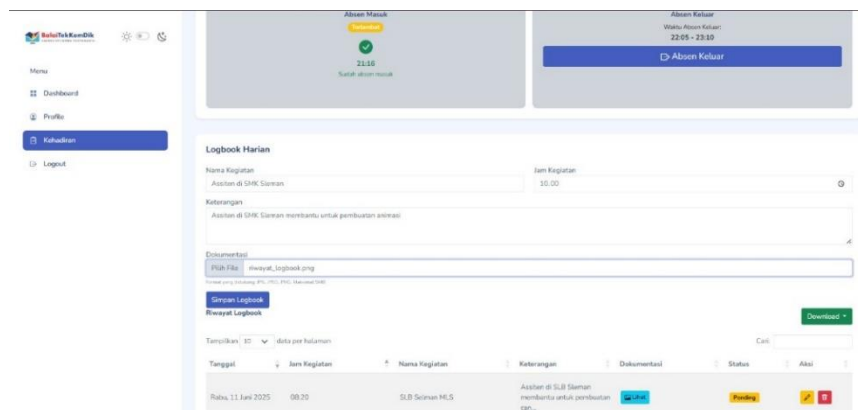 BalaiTekKomDik
Menu
Dashboard
Profile
Kehadiran
Logout
Absen Masuk
Terlambat
21:16
Sudah absen masuk
Absen Keluar
Waktu Absen Keluar:
22:05 - 23:10
Absen Keluar
Logbook Harian
Nama Kegiatan
Jam Kegiatan
Assiten di SMK Sleman
10.00
Keterangan
Assiten di SMK Sleman membantu untuk pembuatan animasi
Dokumentasi
Pilih File riwayat_logbook.png
Simpan Logbook
Riwayat Logbook
Download
Tampilkan 10 data per halaman
Cari:
Tanggal Jam Kegiatan Nama Kegiatan Keterangan Dokumentasi Status Aksi
Rabu, 11 Juni 2025 08:20 SLB Sleman MLS Assiten di SLB Sleman Lihat Pending
membantu untuk pembuatan